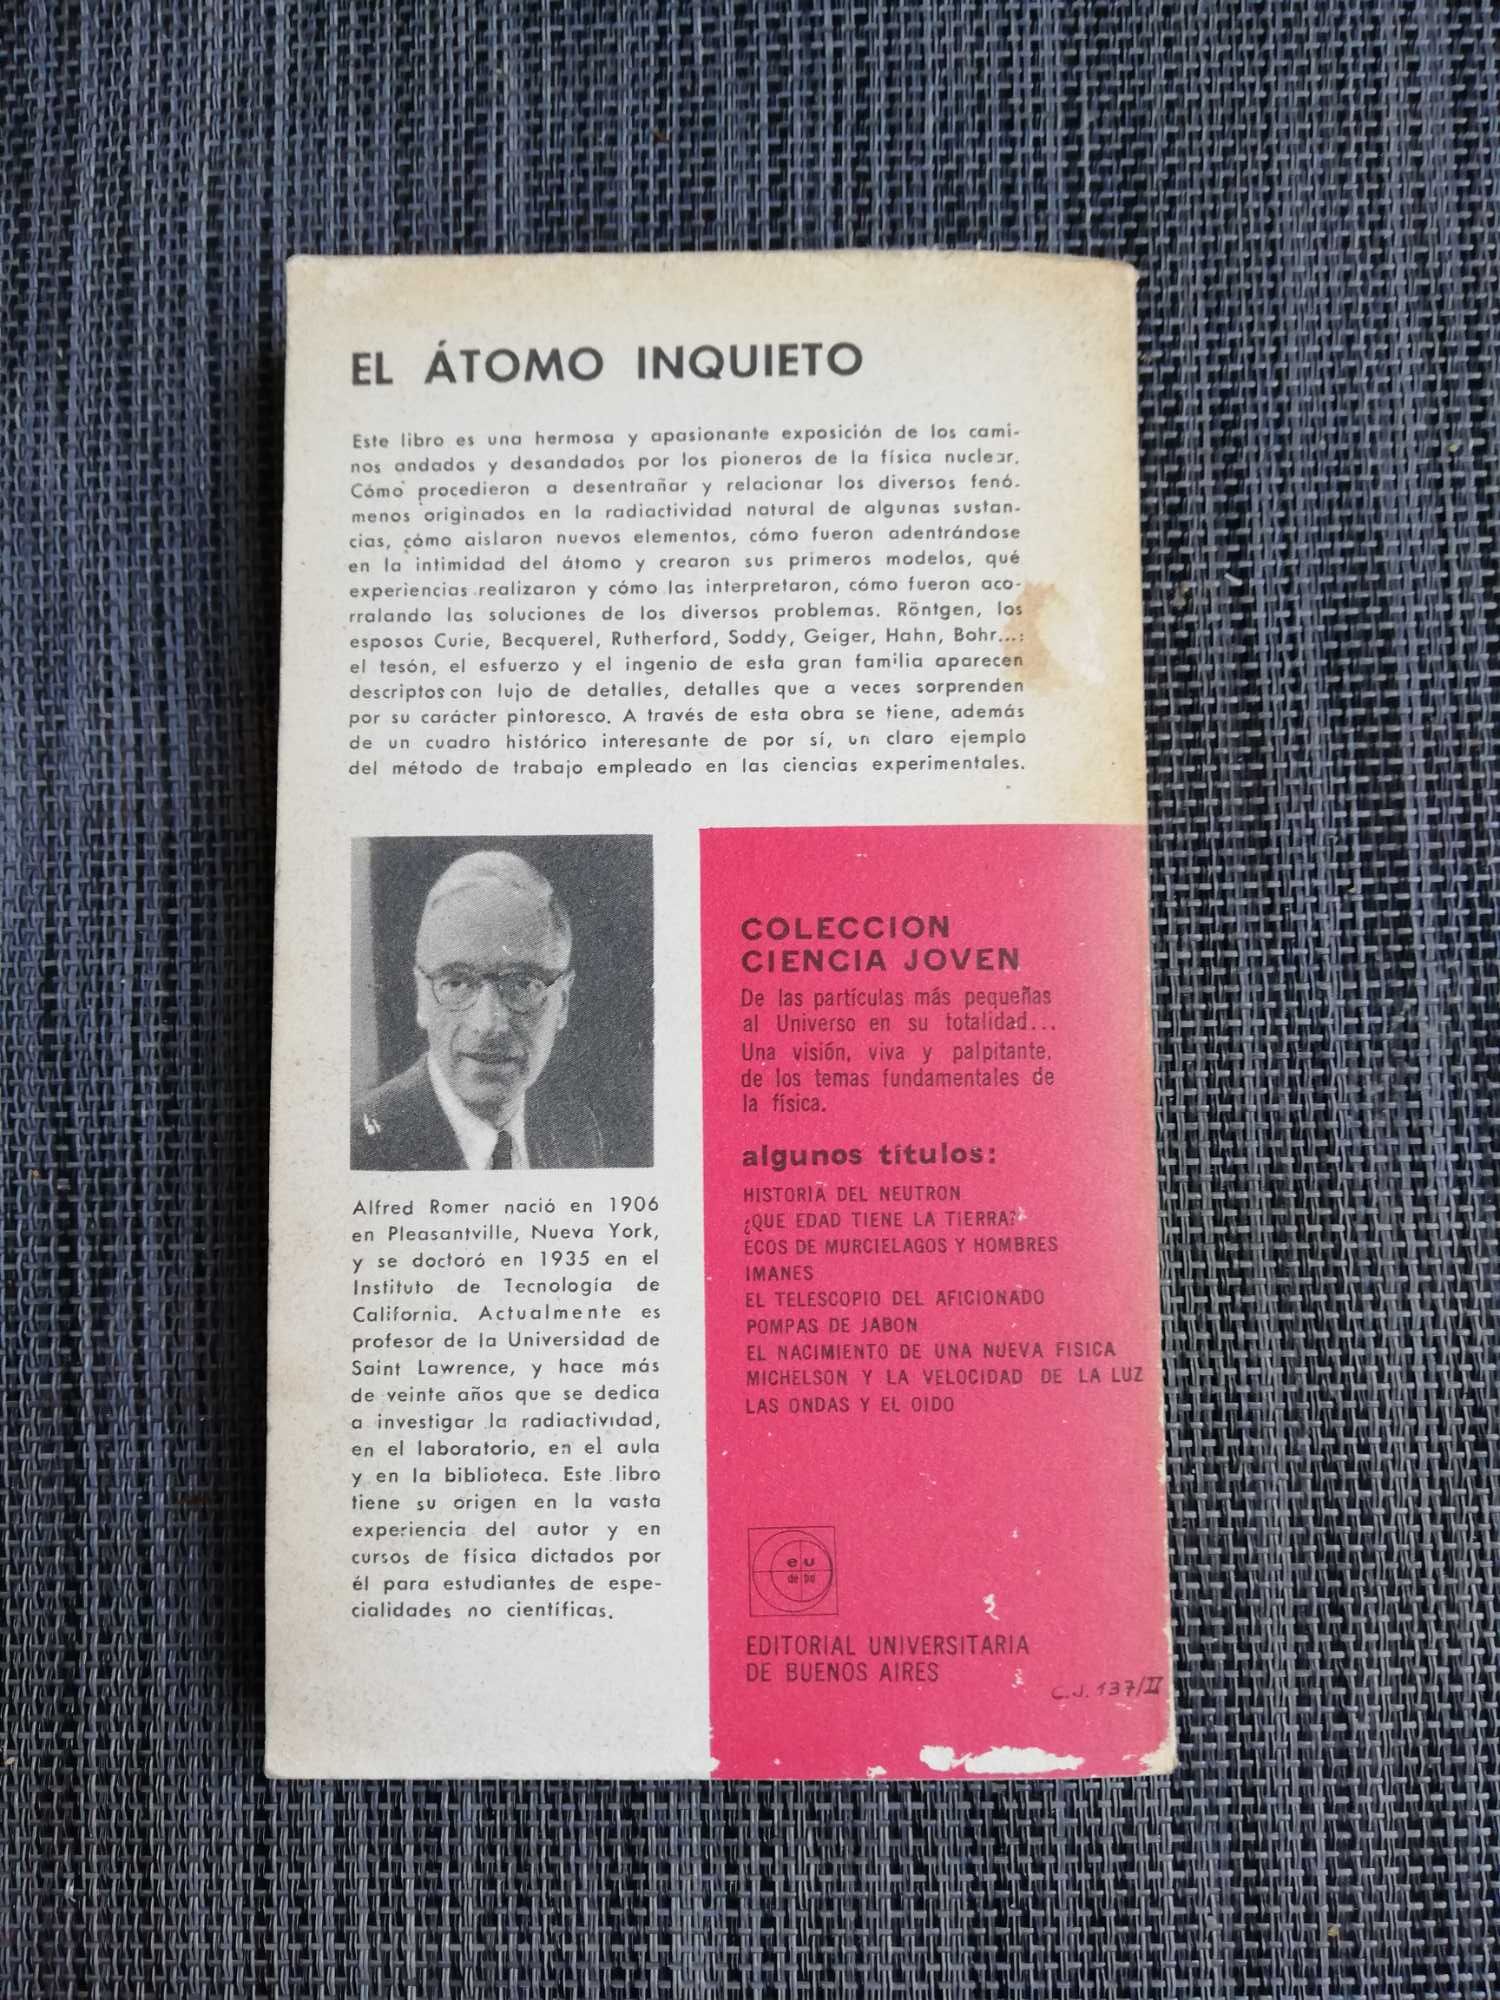 EL ÁTOMO INQUIETO
Este libro es una hermosa y apasionante exposición de los cami-
nos andados y desandados por los pioneros de la física nuclear.
Cómo procedieron a desentrañar y relacionar los diversos fenó-
menos originados en la radiactividad natural de algunas sustan-
cias, cómo aislaron nuevos elementos, cómo fueron adentrándose
en la intimidad del átomo y crearon sus primeros modelos, qué
experiencias realizaron y cómo las interpretaron, cómo fueron aco-
rralando las soluciones de los diversos problemas. Röntgen, los
esposos Curie, Becquerel, Rutherford, Soddy, Geiger, Hahn, Bohr...:
el tesón, el esfuerzo y el ingenio de esta gran familia aparecen
descriptos con lujo de detalles, detalles que a veces sorprenden
por su carácter pintoresco. A través de esta obra se tiene, además
de un cuadro histórico interesante de por sí, un claro ejemplo
del método de trabajo empleado en las ciencias experimentales.
Alfred Romer nació en 1906
en Pleasantville, Nueva York,
y se doctoró en 1935 en el
Instituto de Tecnología de
California. Actualmente es
profesor de la Universidad de
Saint Lawrence, y hace más
de veinte años que se dedica
a investigar la radiactividad,
en el laboratorio, en el aula
y en la biblioteca. Este libro
tiene su origen en la vasta
experiencia del autor y en
cursos de física dictados por
él para estudiantes de espe-
cialidades no científicas.
COLECCION
CIENCIA JOVEN
De las partículas más pequeñas
al Universo en su totalidad...
Una visión, viva y palpitante,
de los temas fundamentales de
la física.
algunos títulos:
HISTORIA DEL NEUTRON
¿QUE EDAD TIENE LA TIERRA?
ECOS DE MURCIELAGOS Y HOMBRES
IMANES
EL TELESCOPIO DEL AFICIONADO
POMPAS DE JABON
EL NACIMIENTO DE UNA NUEVA FISICA
MICHELSON Y LA VELOCIDAD DE LA LUZ
LAS ONDAS Y EL OIDO
eu
de ba
EDITORIAL UNIVERSITARIA
DE BUENOS AIRES
C.J. 137/II